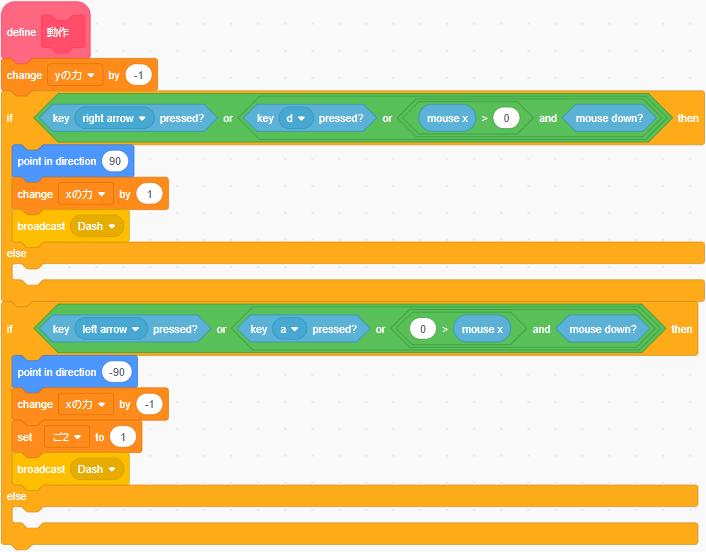 define 動作
change yの力 by -1
if key right arrow pressed? or key d pressed? or mouse x > 0 and mouse down? then
point in direction 90
change xの力 by 1
broadcast Dash
else
if key left arrow pressed? or key a pressed? or 0 > mouse x and mouse down? then
point in direction -90
change xの力 by -1
set ご2 to 1
broadcast Dash
else